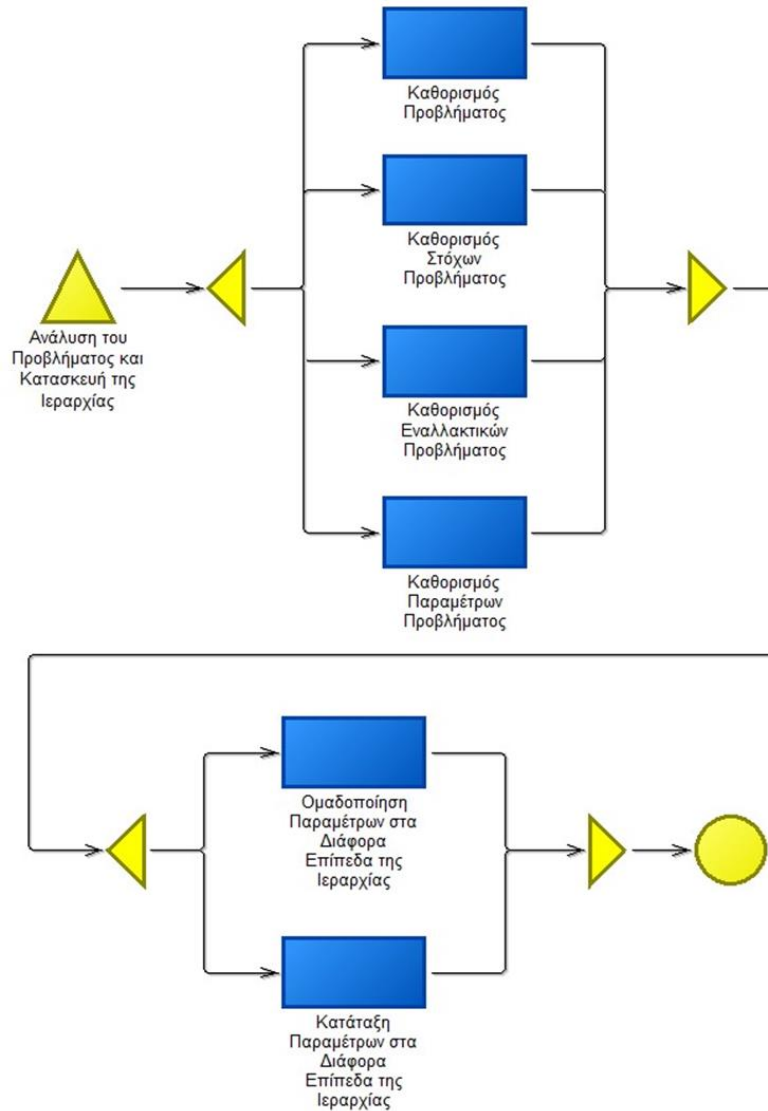 Καθορισμός
Προβλήματος
Καθορισμός
Στόχων
Προβλήματος
Ανάλυση του
Προβλήματος και
Κατασκευή της
Ιεραρχίας
Καθορισμός
Εναλλακτικών
Προβλήματος
Καθορισμός
Παραμέτρων
Προβλήματος
Ομαδοποίηση
Παραμέτρων στα
Διάφορα
Επίπεδα της
Ιεραρχίας
Κατάταξη
Παραμέτρων στα
Διάφορα
Επίπεδα της
Ιεραρχίας